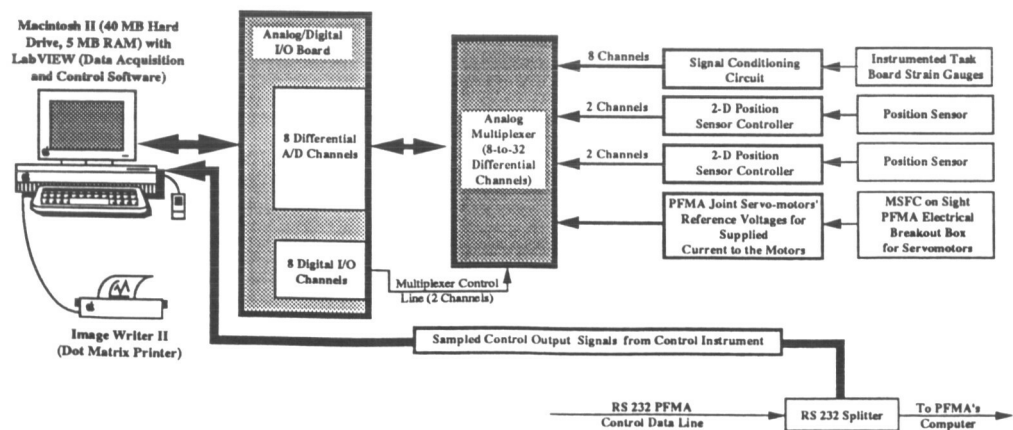 Macintosh II (40 MB Hard
Drive, 5 MB RAM) with
LabVIEW (Data Acquisition
and Control Software)
Image Writer II
(Dot Matrix Printer)
Analog/Digital
I/O Board
8 Differential
A/D Channels
8 Digital I/O
Channels
Multiplexer Control
Line (2 Channels)
Analog
Multiplexer
(8-to-32
Differential
Channels)
8 Channels
Signal Conditioning
Circuit
Instrumented Task
Board Strain Gauges
2 Channels
2-D Position
Sensor Controller
Position Sensor
2 Channels
2-D Position
Sensor Controller
Position Sensor
PFMA Joint Servo-motors'
Reference Voltages for
Supplied
Current to the Motors
MSFC on Sight
PFMA Electrical
Breakout Box
for Servomotors
Sampled Control Output Signals from Control Instrument
RS 232 PFMA
Control Data Line
RS 232 Splitter
To PFMA's
Computer